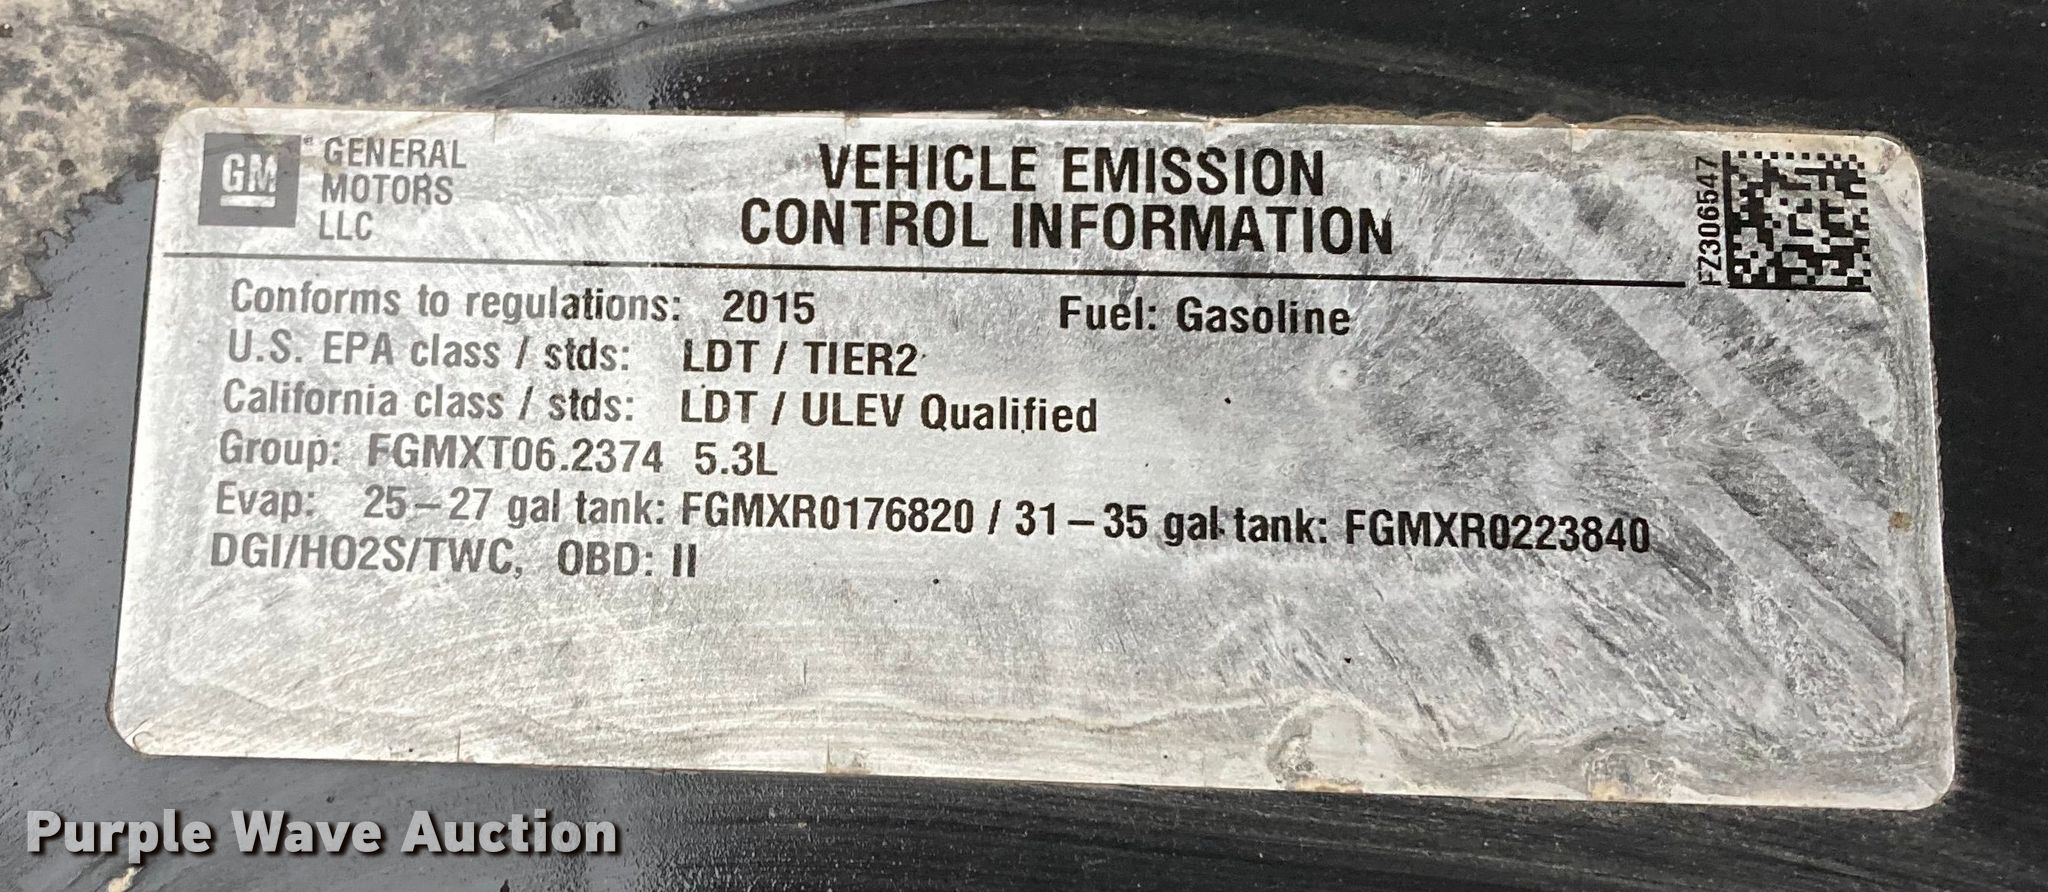 GM
® GENERAL
MOTORS
LLC
VEHICLE EMISSION
CONTROL INFORMATION
FZ306547
Conforms to regulations: 2015 Fuel: Gasoline
U.S. EPA class / stds: LDT / TIER2
California class / stds: LDT / ULEV Qualified
Group: FGMXT06.2374 5.3L
Evap: 25–27 gal tank: FGMXR0176820 / 31–35 gal tank: FGMXR0223840
DGI/HO2S/TWC, OBD: II
Purple Wave Auction